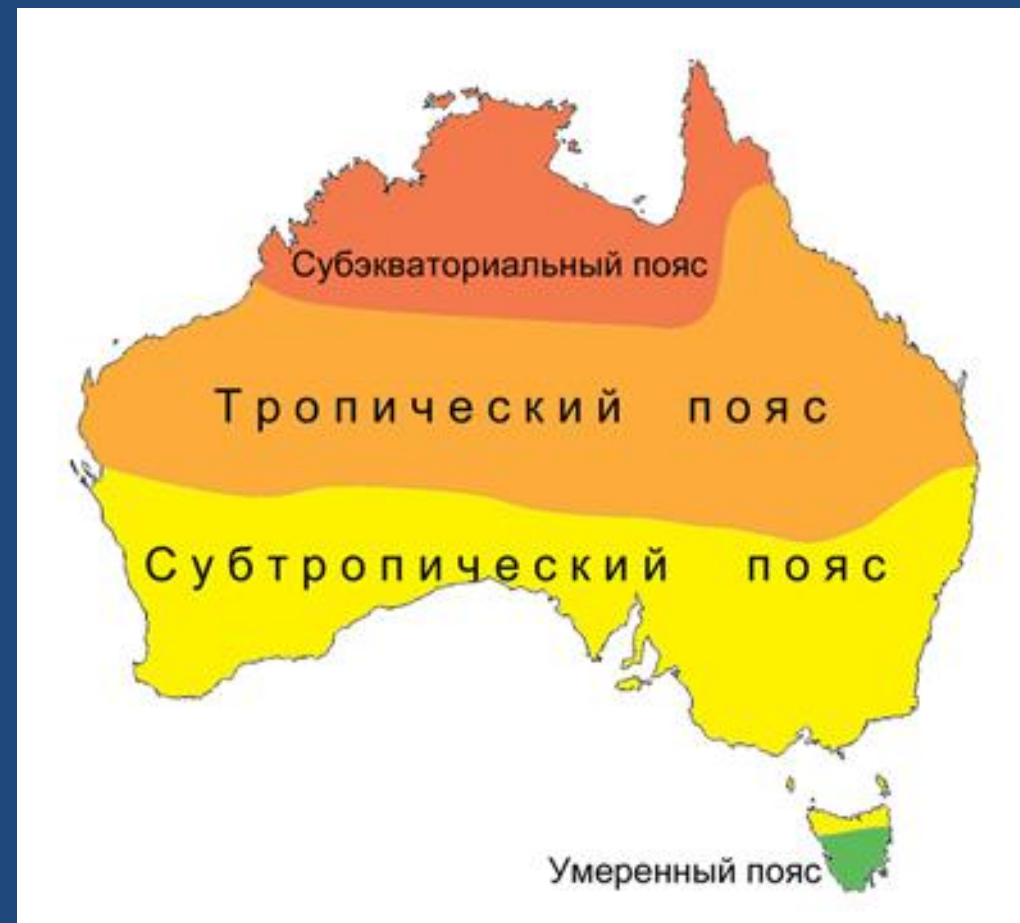 Субэкваториальный пояс
Тропический пояс
Субтропический пояс
Умеренный пояс